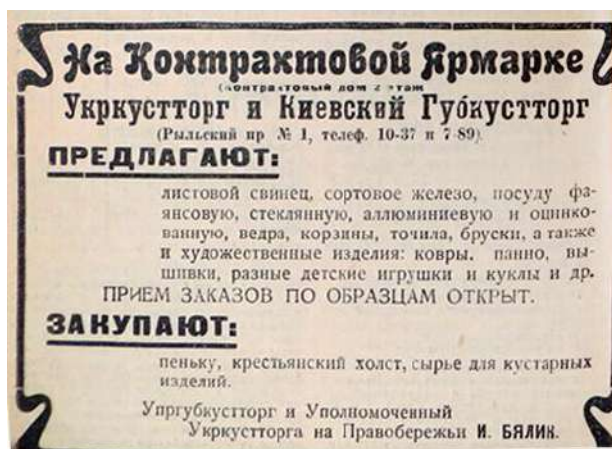 На Контрактовой Ярмарке
(Контрактовый дом 2 этаж
Укркустторг и Киевский Губкустторг
(Рыльский пр № 1, телеф. 10-37 и 7-89).
ПРЕДЛАГАЮТ:
листовой свинец, сортовое железо, посуду фа-
янсовую, стеклянную, аллюминиевую и оцинко-
ванную, ведра, корзины, точила, бруски, а также
и художественные изделия: ковры. панно, вы-
шивки, разные детские игрушки и куклы и др.
ПРИЕМ ЗАКАЗОВ ПО ОБРАЗЦАМ ОТКРЫТ.
ЗАКУПАЮТ:
пеньку, крестьянский холст, сырье для кустарных
изделий.
Упргубкустторг и Уполномоченный
Укркустторга на Правобережьи И. БЯЛИК.